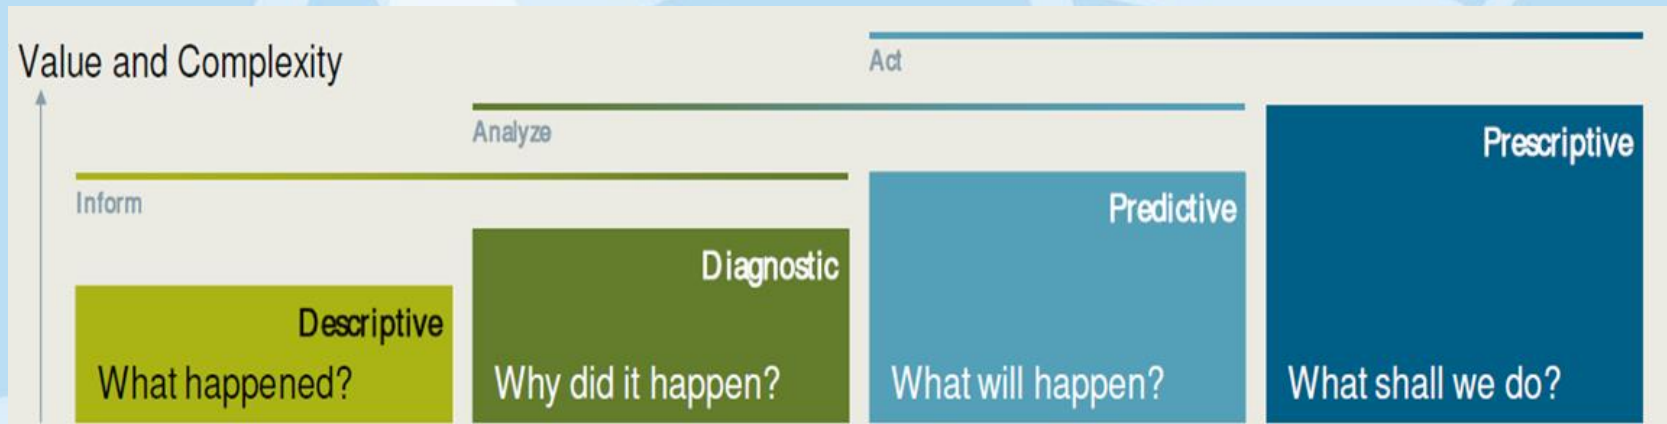 Value and Complexity
Act
Analyze
Inform
Prescriptive
Predictive
Diagnostic
Descriptive
What happened?
Why did it happen?
What will happen?
What shall we do?